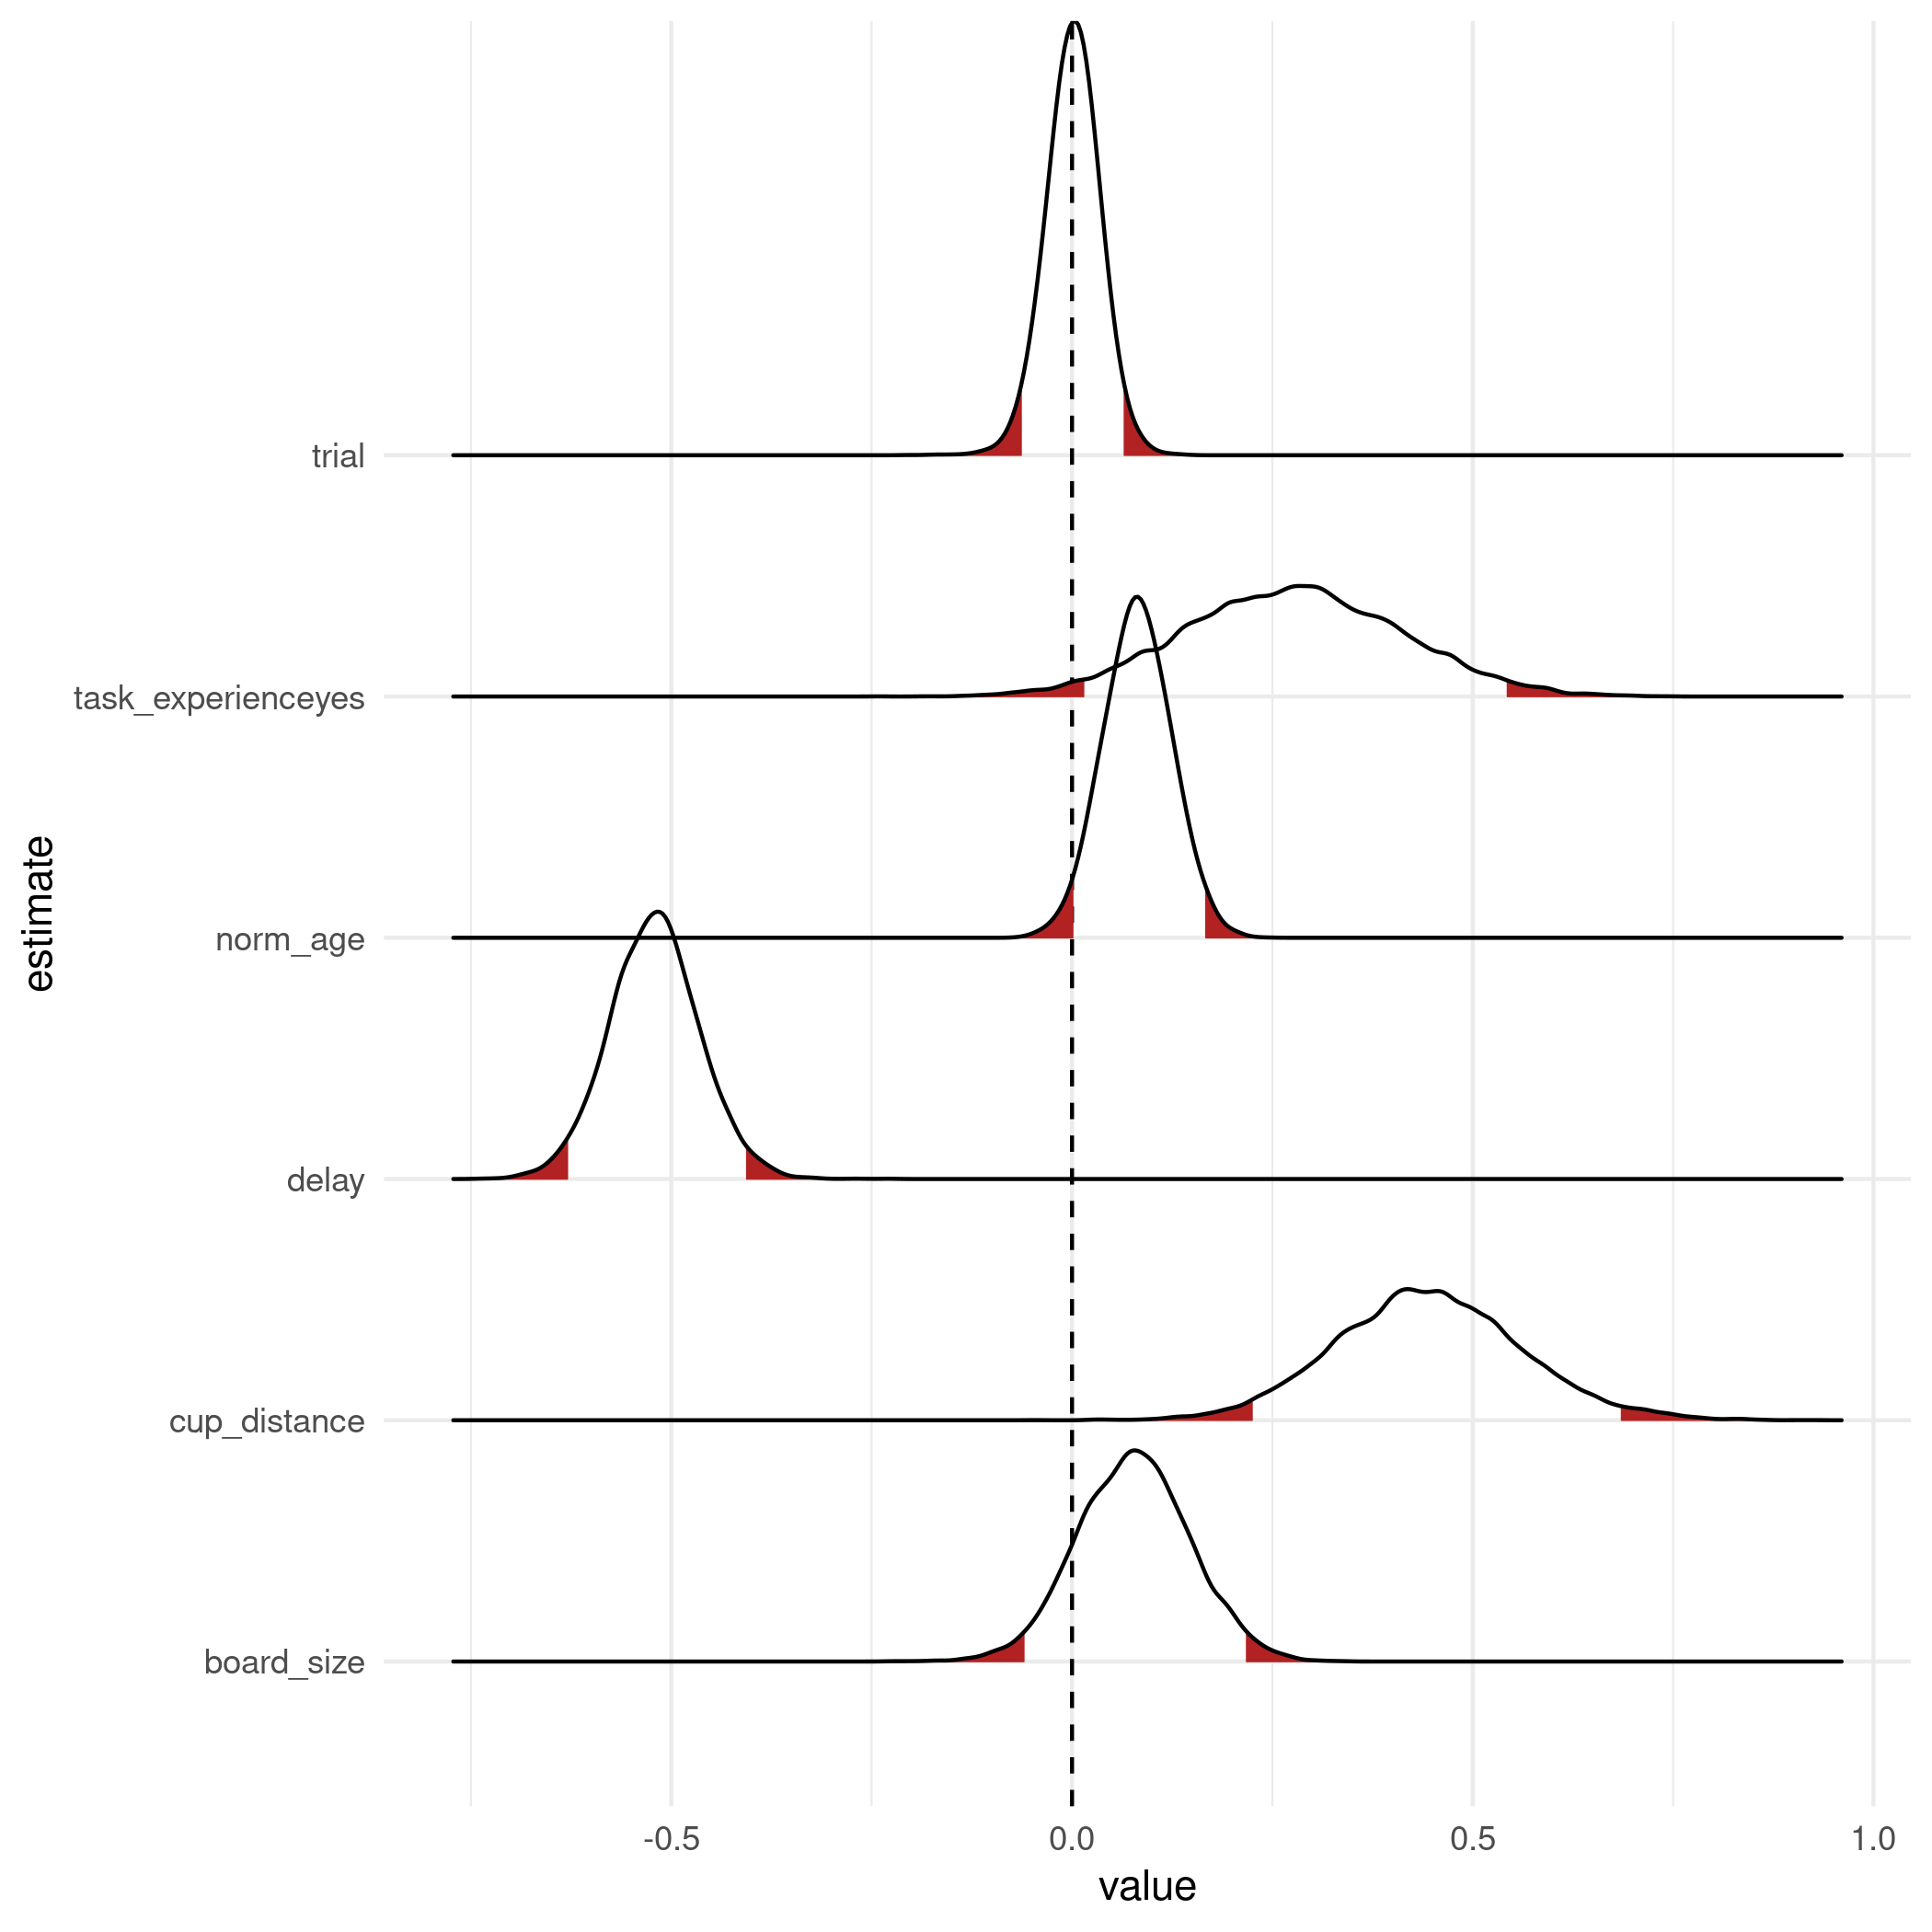 trial
task_experienceyes
norm_age
delay
cup_distance
board_size
estimate
-0.5 0.0 0.5 1.0
value